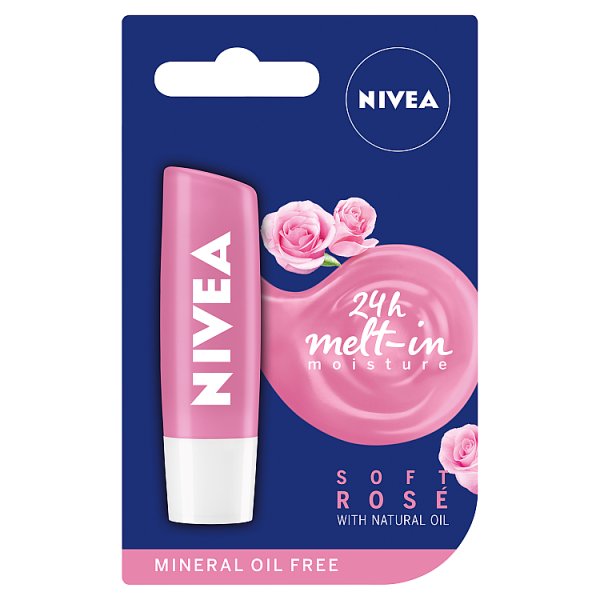 NIVEA
NIVEA
24h
melt-in
moisture
SOFT
ROSÉ
WITH NATURAL OIL
MINERAL OIL FREE